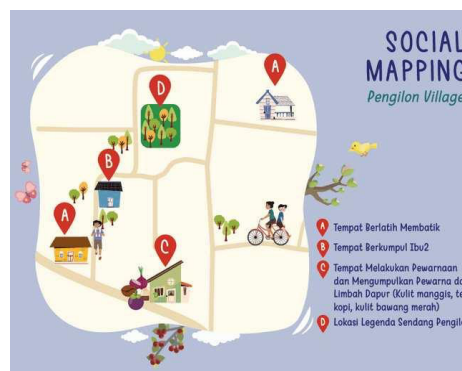 SOCIAL
MAPPING
Pengilon Village
A
D
B
A
C
A Tempat Berlatih Membatik
B Tempat Berkumpul Ibu2
C Tempat Melakukan Pewarnaan
dan Mengumpulkan Pewarna
Limbah Dapur (Kulit manggis,
kopi, kulit bawang merah)
D Lokasi Legenda Sendang